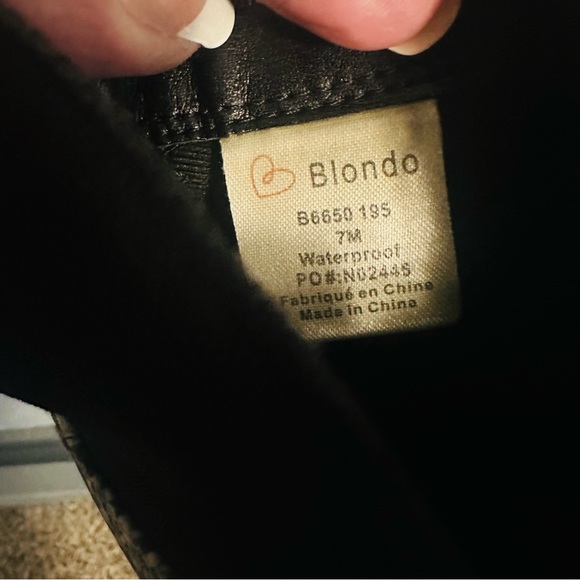 Blondo
B6650 195
7M
Waterproof
PO#:N02445
Fabriqué en Chine
Made in China